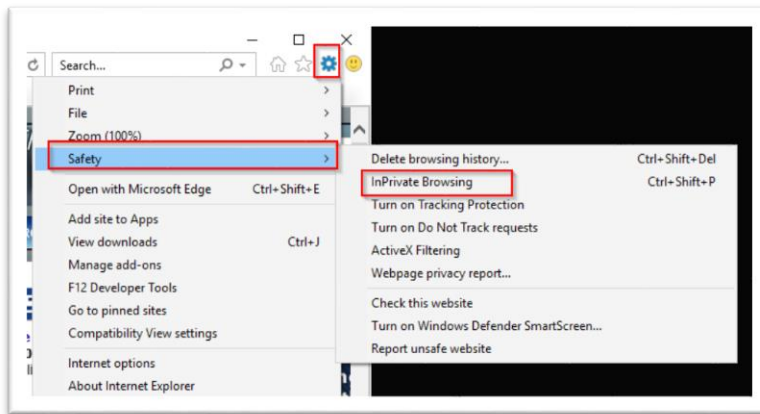 Search...
Print
File
Zoom (100%)
Safety
Open with Microsoft Edge Ctrl+Shift+E
Add site to Apps
View downloads Ctrl+J
Manage add-ons
F12 Developer Tools
Go to pinned sites
Compatibility View settings
Internet options
About Internet Explorer
Delete browsing history... Ctrl+Shift+Del
InPrivate Browsing Ctrl+Shift+P
Turn on Tracking Protection
Turn on Do Not Track requests
ActiveX Filtering
Webpage privacy report...
Check this website
Turn on Windows Defender SmartScreen...
Report unsafe website